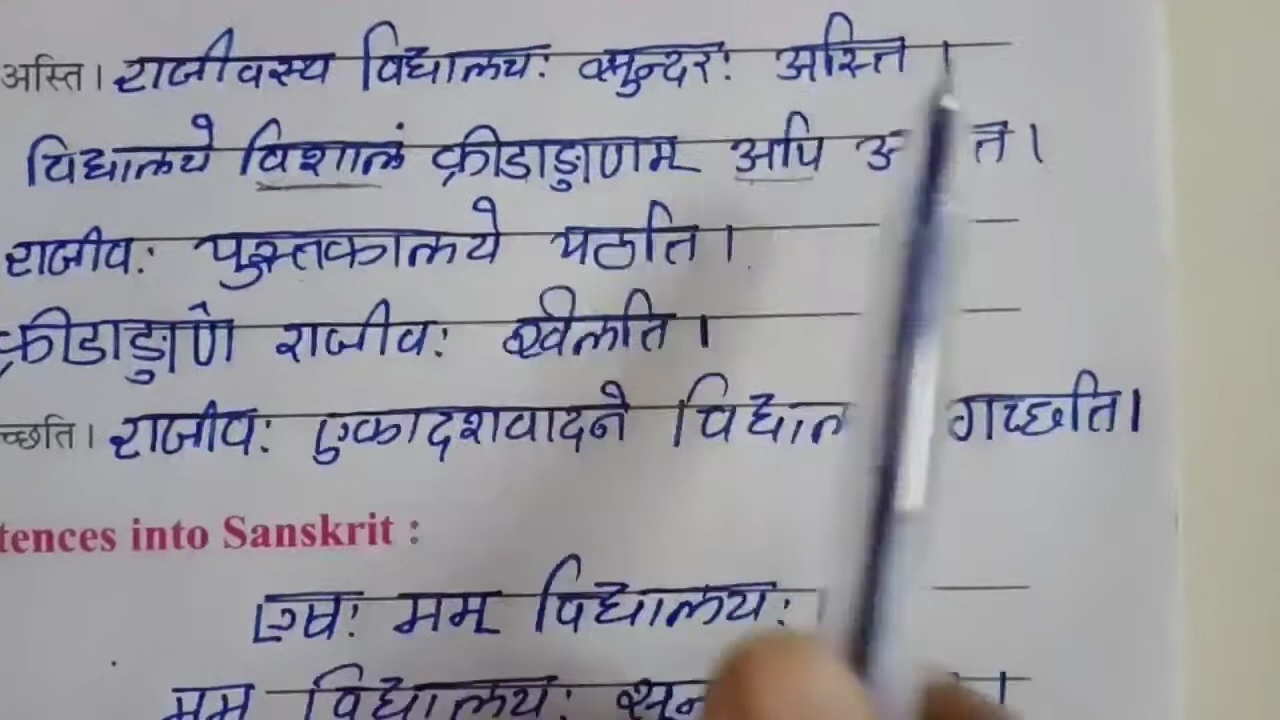 अस्ति। राजीवस्य विद्यालयः सुन्दरः अस्ति।
विद्यालये विशालं क्रीडाङ्गणम् अपि
राजीवः पुस्तकालये पठति।
क्रीडाङ्गणे राजीवः खेलति।
च्छति। राजीवः एकादशवादने गच्छति।
tences into Sanskrit :
एषः मम् विद्यालयः
मम विद्यालयः